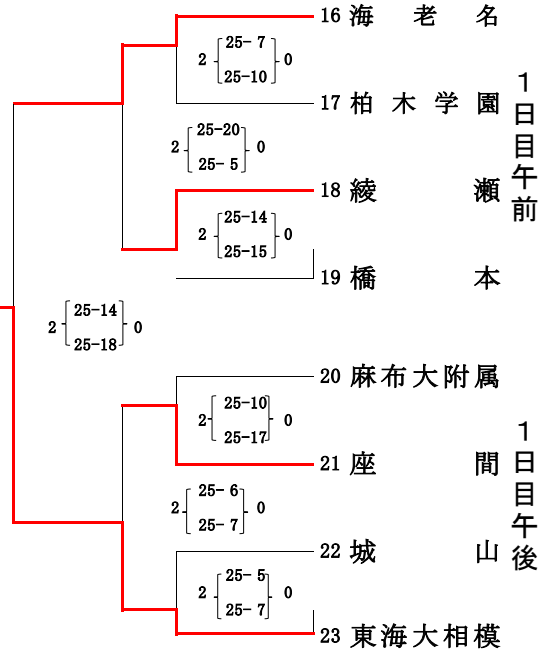 16 海老名
2 25- 7 0
25-10
17 柏木学園
2 25-20 0
25- 5
18 綾瀬
2 25-14 0
25-15
19 橋本
2 25-14 0
25-18
20 麻布大附属
2 25-10 0
25-17
21 座間
2 25- 6 0
25- 7
22 城山
2 25- 5 0
25- 7
23 東海大相模
1日目午前
1日目午後